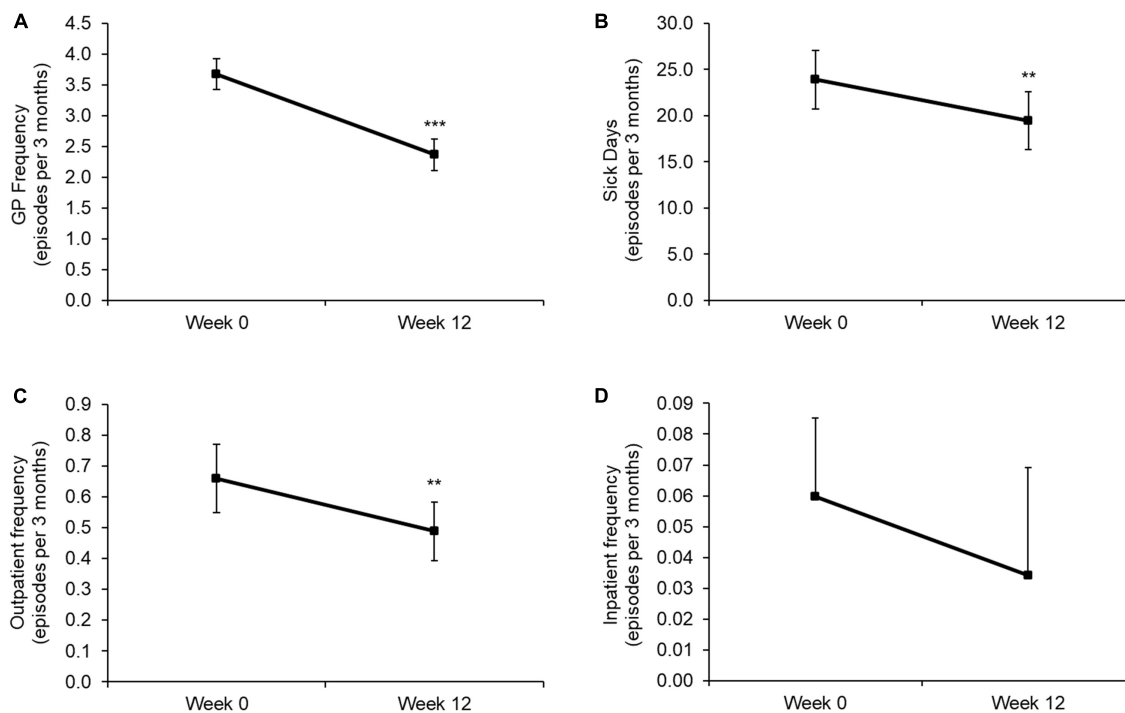 A
GP Frequency
(episodes per 3 months)
4.5
4.0
3.5
3.0
2.5
2.0
1.5
1.0
0.5
0.0
***
Week 0
Week 12
B
Sick Days
(episodes per 3 months)
30.0
25.0
20.0
15.0
10.0
5.0
0.0
**
Week 0
Week 12
C
Outpatient frequency
(episodes per 3 months)
0.9
0.8
0.7
0.6
0.5
0.4
0.3
0.2
0.1
0.0
**
Week 0
Week 12
D
Inpatient frequency
(episodes per 3 months)
0.09
0.08
0.07
0.06
0.05
0.04
0.03
0.02
0.01
0.00
Week 0
Week 12